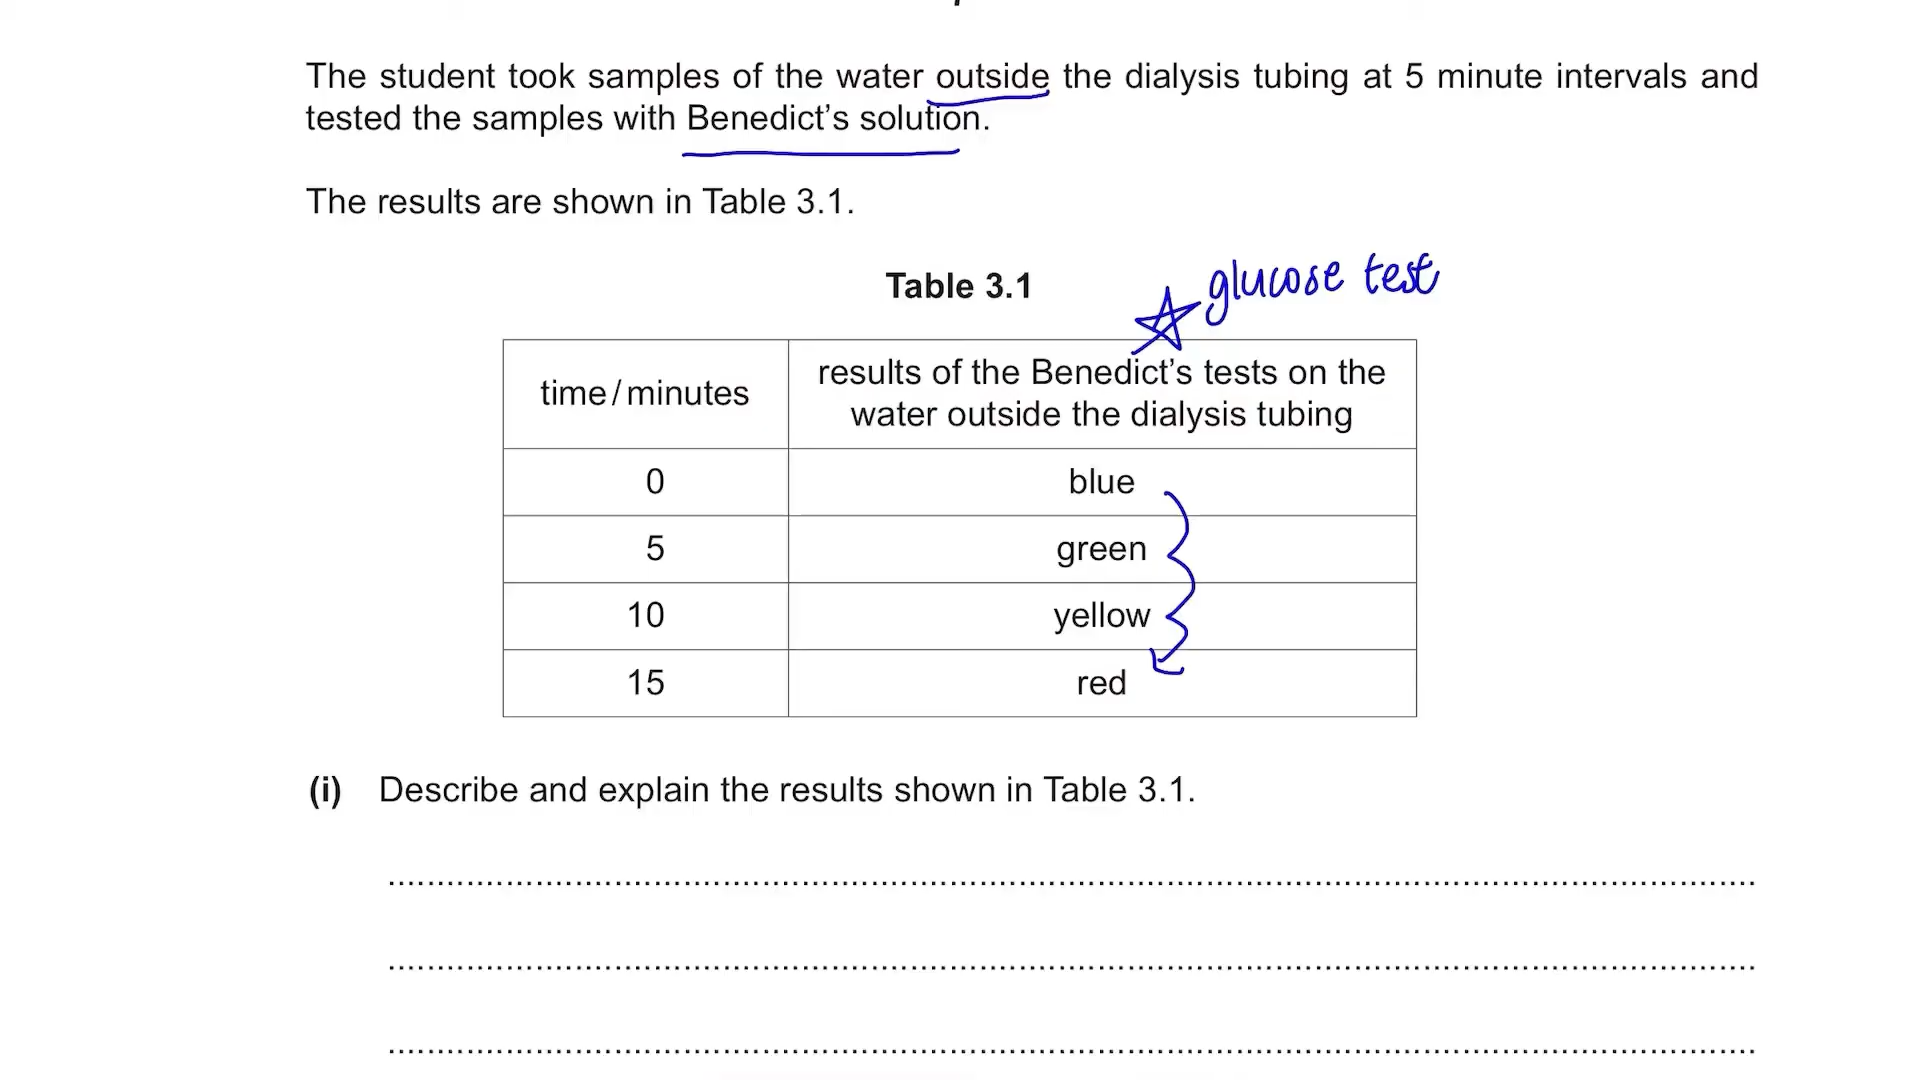 The student took samples of the water outside the dialysis tubing at 5 minute intervals and
tested the samples with Benedict’s solution.
The results are shown in Table 3.1.
Table 3.1
glucose test
time/minutes
results of the Benedict’s tests on the
water outside the dialysis tubing
0 blue
5 green
10 yellow
15 red
(i) Describe and explain the results shown in Table 3.1.